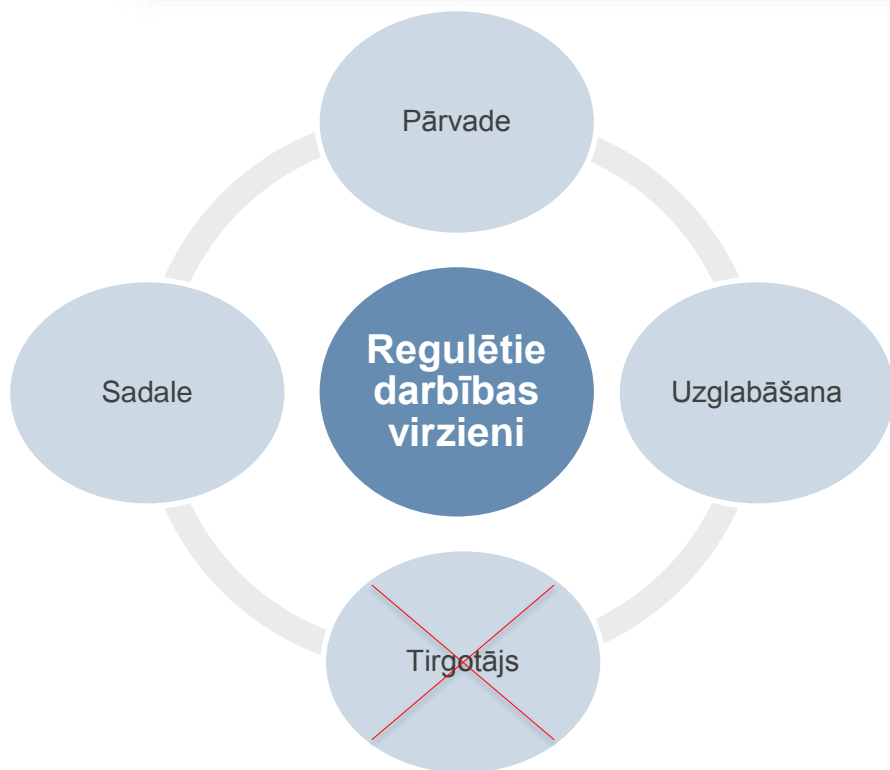 Pārvade
Regulētie
darbības
virzieni
Sadale
Uzglabāšana
Tirgotājs